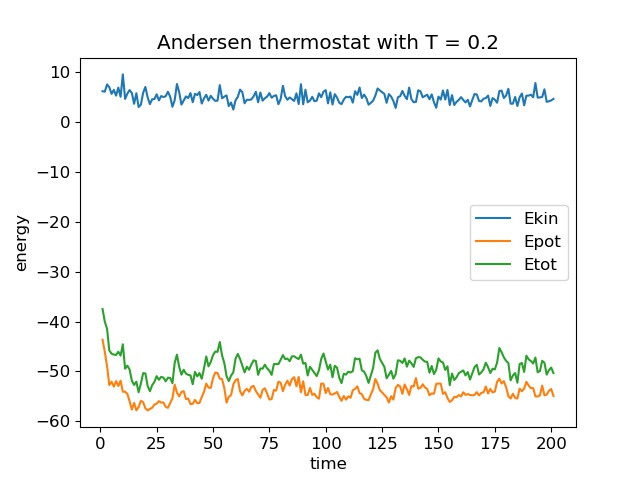 Andersen thermostat with T = 0.2
energy
10
0
−10
−20
−30
−40
−50
−60
Ekin
Epot
Etot
0 25 50 75 100 125 150 175 200
time